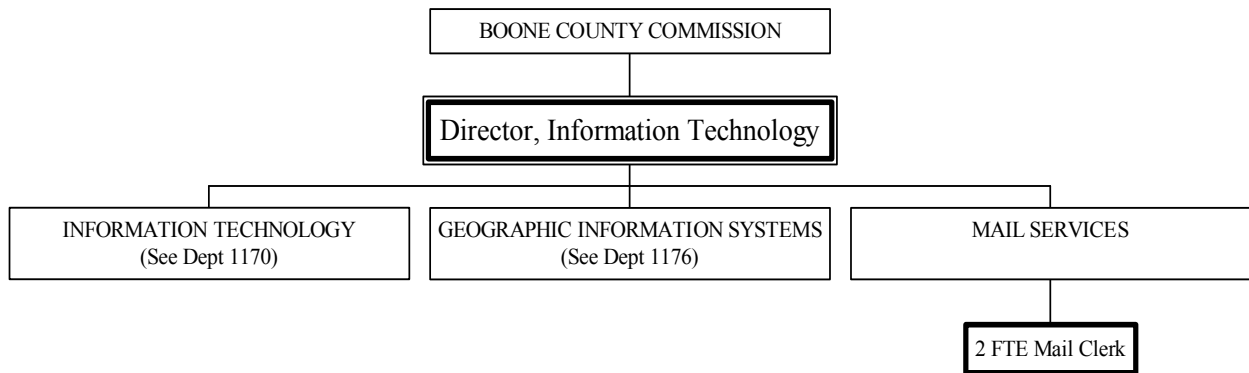 BOONE COUNTY COMMISSION
Director, Information Technology
INFORMATION TECHNOLOGY
(See Dept 1170)
GEOGRAPHIC INFORMATION SYSTEMS
(See Dept 1176)
MAIL SERVICES
2 FTE Mail Clerk